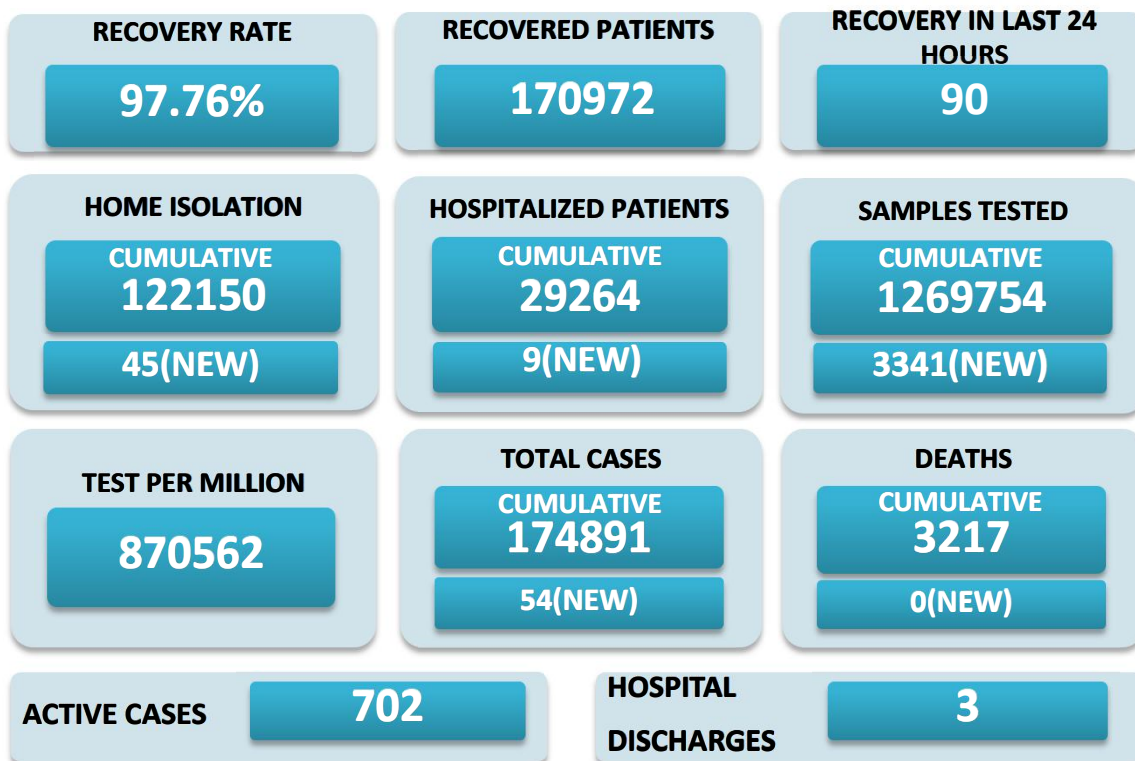 RECOVERY RATE
97.76%
RECOVERED PATIENTS
170972
RECOVERY IN LAST 24
HOURS
90
HOME ISOLATION
CUMULATIVE
122150
45(NEW)
HOSPITALIZED PATIENTS
CUMULATIVE
29264
9(NEW)
SAMPLES TESTED
CUMULATIVE
1269754
3341(NEW)
TEST PER MILLION
870562
TOTAL CASES
CUMULATIVE
174891
54(NEW)
DEATHS
CUMULATIVE
3217
0(NEW)
ACTIVE CASES
702
HOSPITAL
DISCHARGES
3